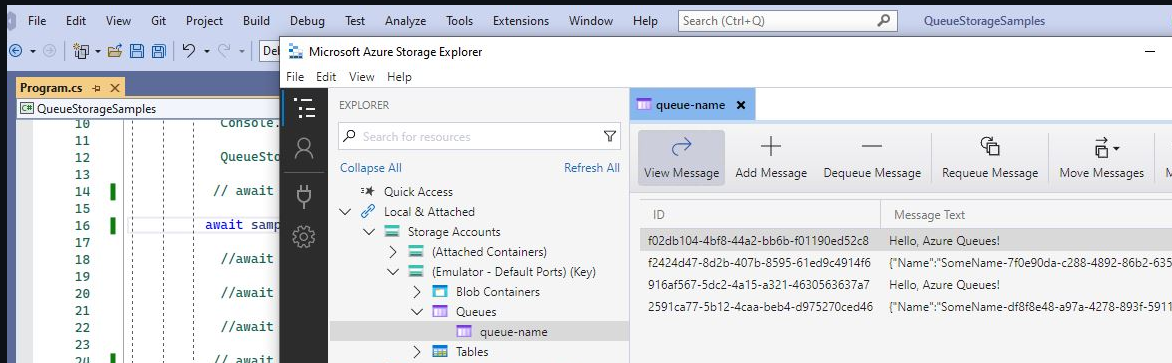 File Edit View Git Project Build Debug Test Analyze Tools Extensions Window Help Search (Ctrl+Q) QueueStorageSamples
Microsoft Azure Storage Explorer
File Edit View Help
Program.cs
C# QueueStorageSamples
10 Console.
11
12 QueueSto
13
14 // await
15
16 await samp
17
18 //await
19
20 //await
21
22 //await
23
24 // await
EXPLORER
Search for resources
Collapse All Refresh All
Quick Access
Local & Attached
Storage Accounts
(Attached Containers)
(Emulator - Default Ports) (Key)
Blob Containers
Queues
queue-name
Tables
queue-name
View Message Add Message Dequeue Message Requeue Message Move Messages
ID Message Text
f02db104-4bf8-44a2-bb6b-f01190ed52c8 Hello, Azure Queues!
f2424d47-8d2b-407b-8595-61ed9c4914f6 {"Name":"SomeName-7f0e90da-c288-4892-86b2-635
916af567-5dc2-4a15-a321-4630563637a7 Hello, Azure Queues!
2591ca77-5b12-4caa-beb4-d975270ced46 {"Name":"SomeName-df8f8e48-a97a-4278-893f-5911